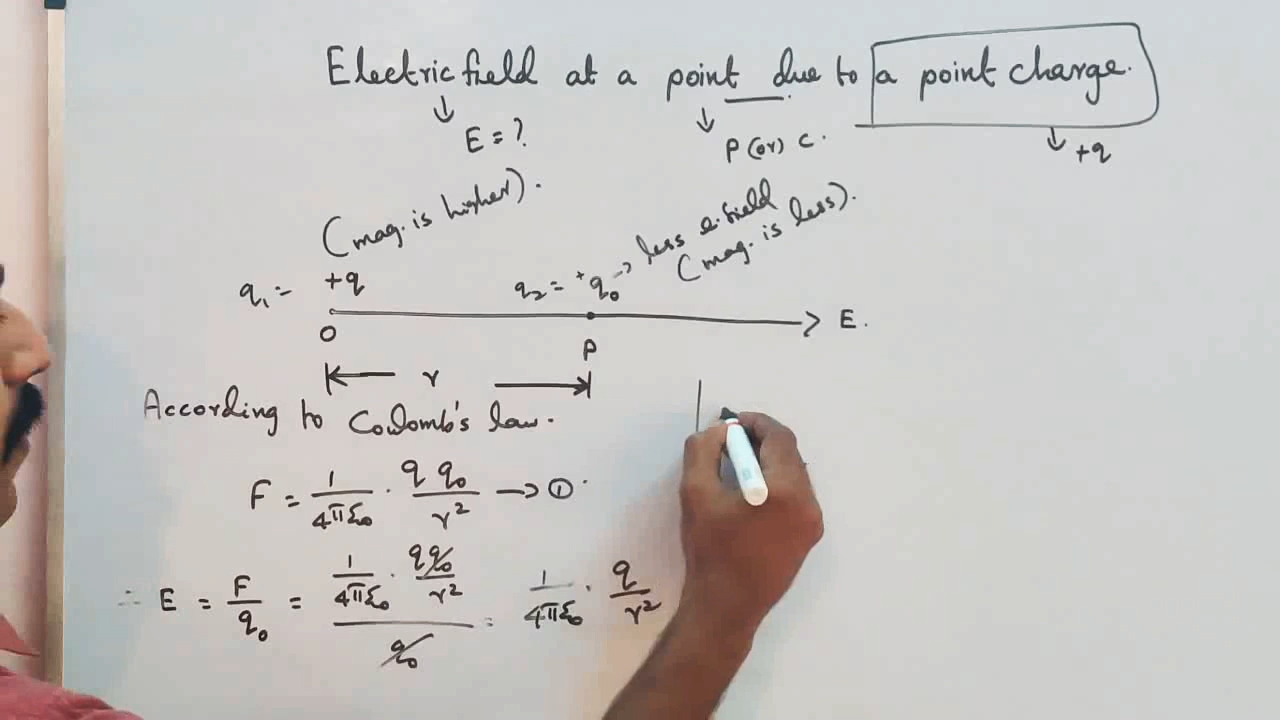 Electric field at a point due to a point charge.
↓ E = ?
↓ P (or) c.
↓ +q
(mag. is higher).
less e.field
(mag. is less).
q₁ = +q
q₂ = +q₀ →
O
P
E.
r
According to Coulomb's law.
F = 1/4πε₀ · q q₀/r² → ①
∴ E = F/q₀ = (1/4πε₀ · qq₀/r²)/q₀ = 1/4πε₀ · q/r²